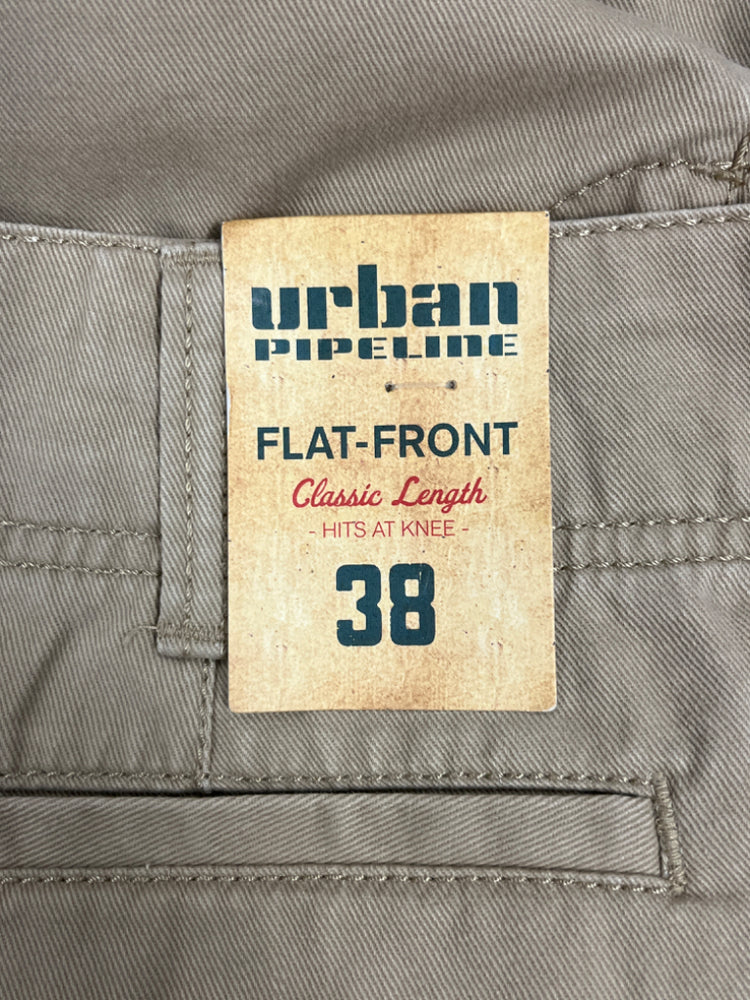 urban
PIPELINE
FLAT-FRONT
Classic Length
- HITS AT KNEE -
38